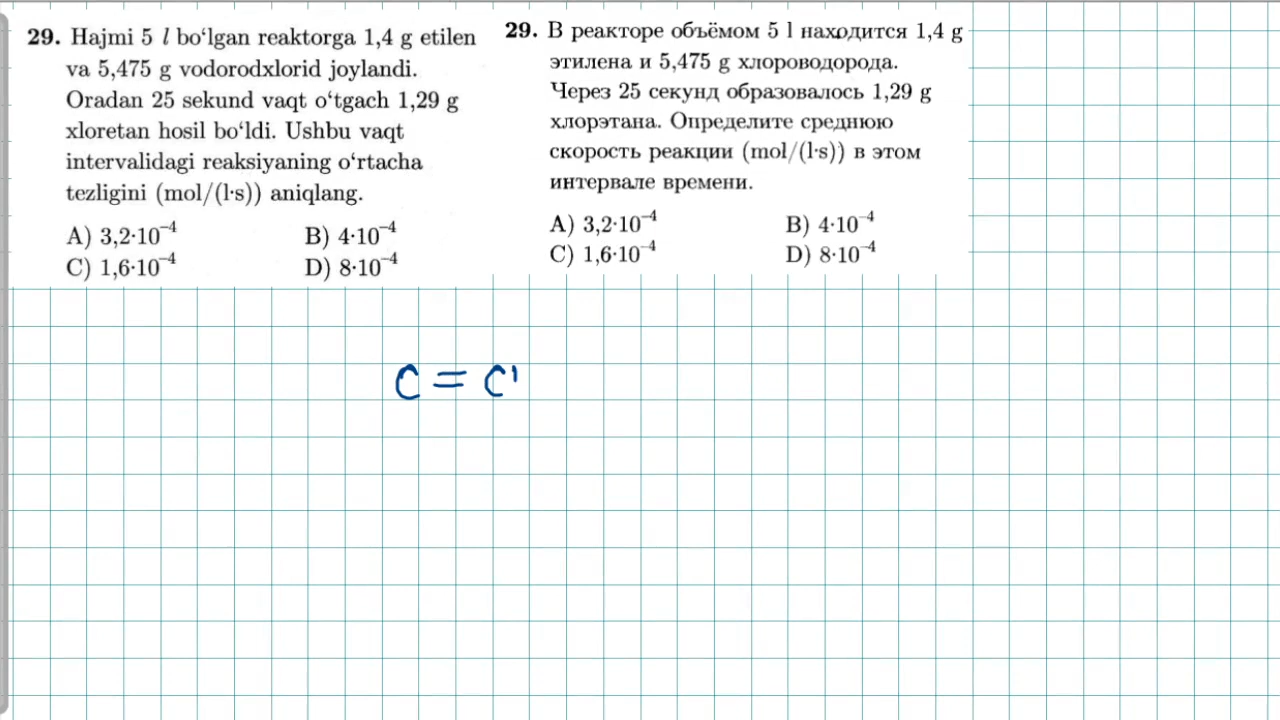 29. Hajmi 5 l bo‘lgan reaktorga 1,4 g etilen
va 5,475 g vodorodxlorid joylandi.
Oradan 25 sekund vaqt o‘tgach 1,29 g
xloretan hosil bo‘ldi. Ushbu vaqt
intervalidagi reaksiyaning o‘rtacha
tezligini (mol/(l·s)) aniqlang.
A) 3,2·10⁻⁴ B) 4·10⁻⁴
C) 1,6·10⁻⁴ D) 8·10⁻⁴
29. В реакторе объёмом 5 l находится 1,4 g
этилена и 5,475 g хлороводорода.
Через 25 секунд образовалось 1,29 g
хлорэтана. Определите среднюю
скорость реакции (mol/(l·s)) в этом
интервале времени.
A) 3,2·10⁻⁴ B) 4·10⁻⁴
C) 1,6·10⁻⁴ D) 8·10⁻⁴
C = C'